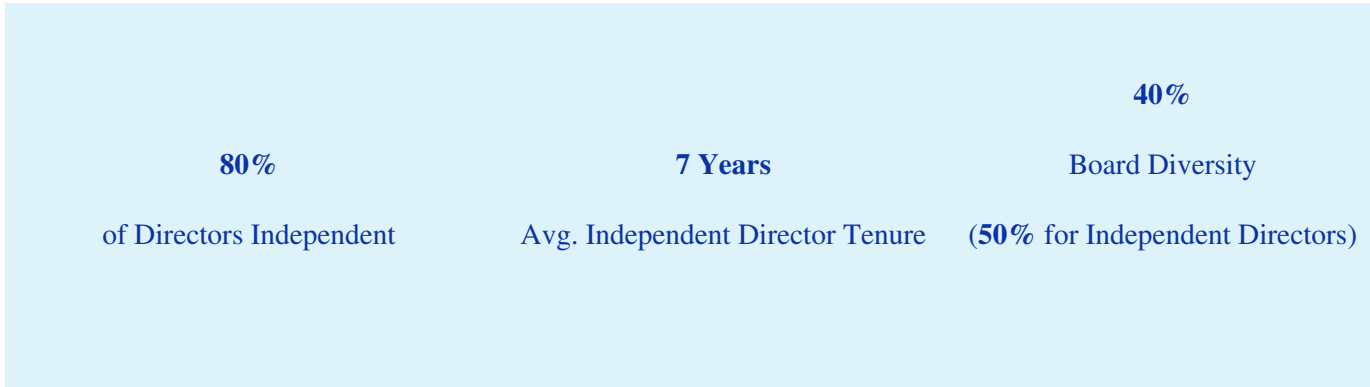 80%
of Directors Independent
7 Years
Avg. Independent Director Tenure
40%
Board Diversity
(50% for Independent Directors)